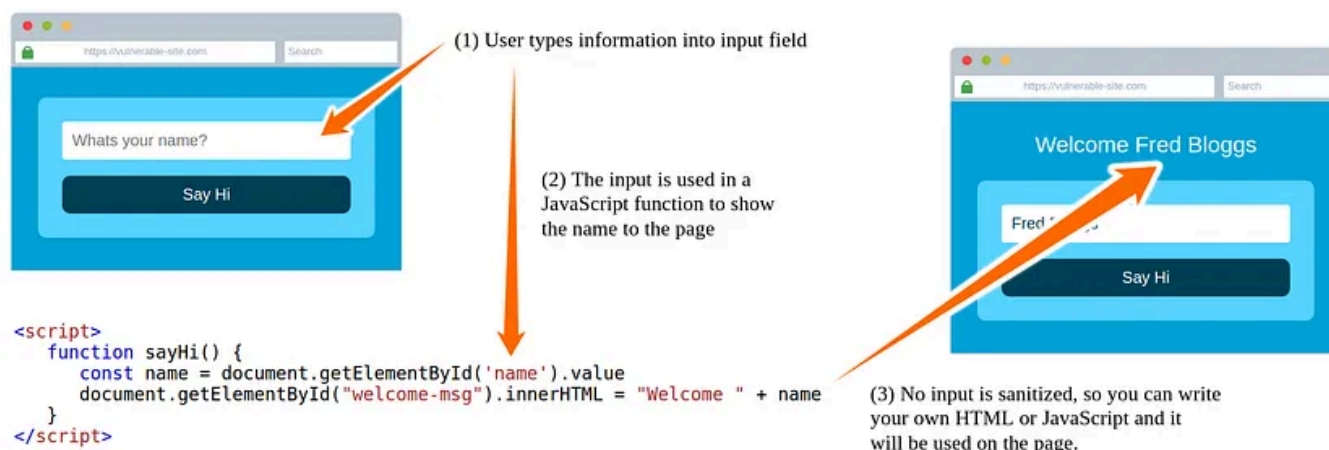 https://vulnerable-site.com
Search
Whats your name?
Say Hi
(1) User types information into input field
(2) The input is used in a
JavaScript function to show
the name to the page
<script>
function sayHi() {
const name = document.getElementById('name').value
document.getElementById("welcome-msg").innerHTML = "Welcome " + name
}
</script>
https://vulnerable-site.com
Search
Welcome Fred Bloggs
Fred
Say Hi
(3) No input is sanitized, so you can write
your own HTML or JavaScript and it
will be used on the page.